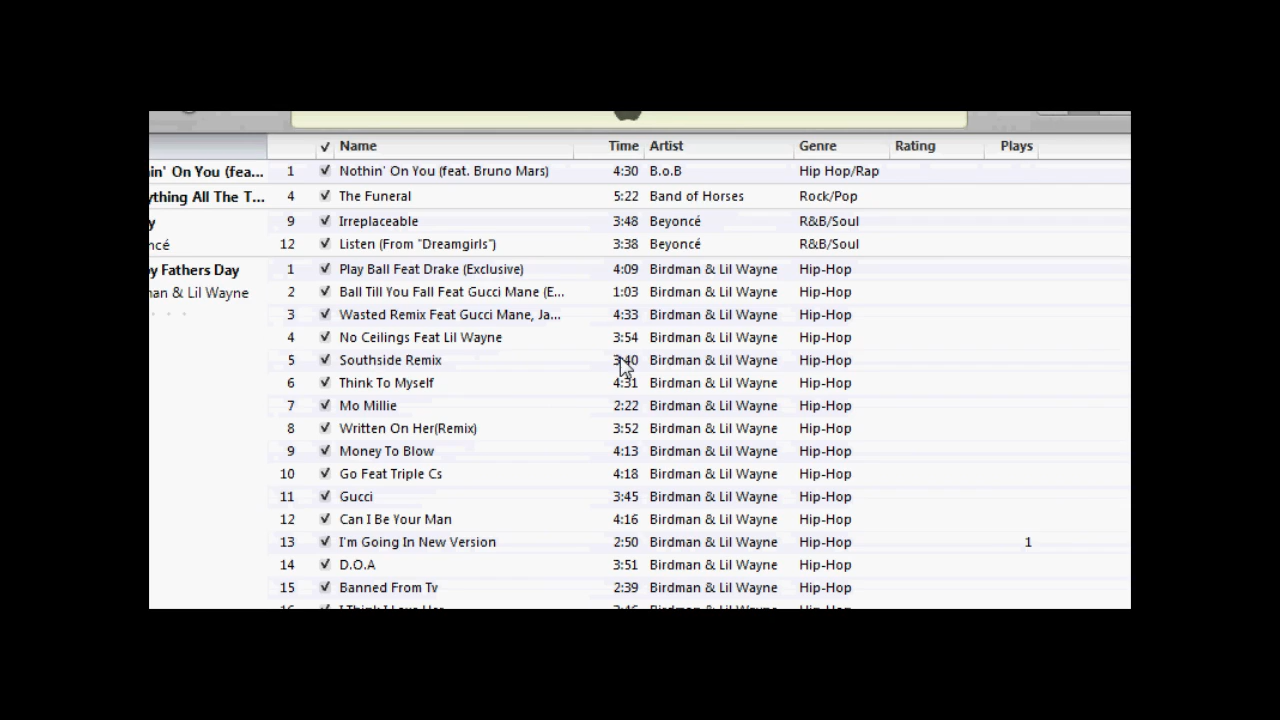 ✓ Name Time Artist Genre Rating Plays
in' On You (fea... 1 ✓ Nothin' On You (feat. Bruno Mars) 4:30 B.o.B Hip Hop/Rap
ything All The T... 4 ✓ The Funeral 5:22 Band of Horses Rock/Pop
y 9 ✓ Irreplaceable 3:48 Beyoncé R&B/Soul
ncé 12 ✓ Listen (From "Dreamgirls") 3:38 Beyoncé R&B/Soul
y Fathers Day 1 ✓ Play Ball Feat Drake (Exclusive) 4:09 Birdman & Lil Wayne Hip-Hop
an & Lil Wayne 2 ✓ Ball Till You Fall Feat Gucci Mane (E... 1:03 Birdman & Lil Wayne Hip-Hop
3 ✓ Wasted Remix Feat Gucci Mane, Ja... 4:33 Birdman & Lil Wayne Hip-Hop
4 ✓ No Ceilings Feat Lil Wayne 3:54 Birdman & Lil Wayne Hip-Hop
5 ✓ Southside Remix 3:40 Birdman & Lil Wayne Hip-Hop
6 ✓ Think To Myself 4:31 Birdman & Lil Wayne Hip-Hop
7 ✓ Mo Millie 2:22 Birdman & Lil Wayne Hip-Hop
8 ✓ Written On Her(Remix) 3:52 Birdman & Lil Wayne Hip-Hop
9 ✓ Money To Blow 4:13 Birdman & Lil Wayne Hip-Hop
10 ✓ Go Feat Triple Cs 4:18 Birdman & Lil Wayne Hip-Hop
11 ✓ Gucci 3:45 Birdman & Lil Wayne Hip-Hop
12 ✓ Can I Be Your Man 4:16 Birdman & Lil Wayne Hip-Hop
13 ✓ I'm Going In New Version 2:50 Birdman & Lil Wayne Hip-Hop 1
14 ✓ D.O.A 3:51 Birdman & Lil Wayne Hip-Hop
15 ✓ Banned From Tv 2:39 Birdman & Lil Wayne Hip-Hop